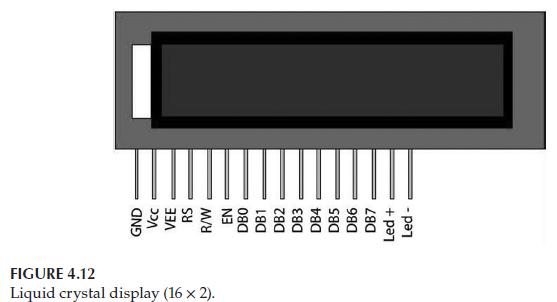 GND
Vcc
VEE
RS
R/W
EN
DB0
DB1
DB2
DB3
DB4
DB5
DB6
DB7
Led +
Led -
FIGURE 4.12
Liquid crystal display (16 × 2).